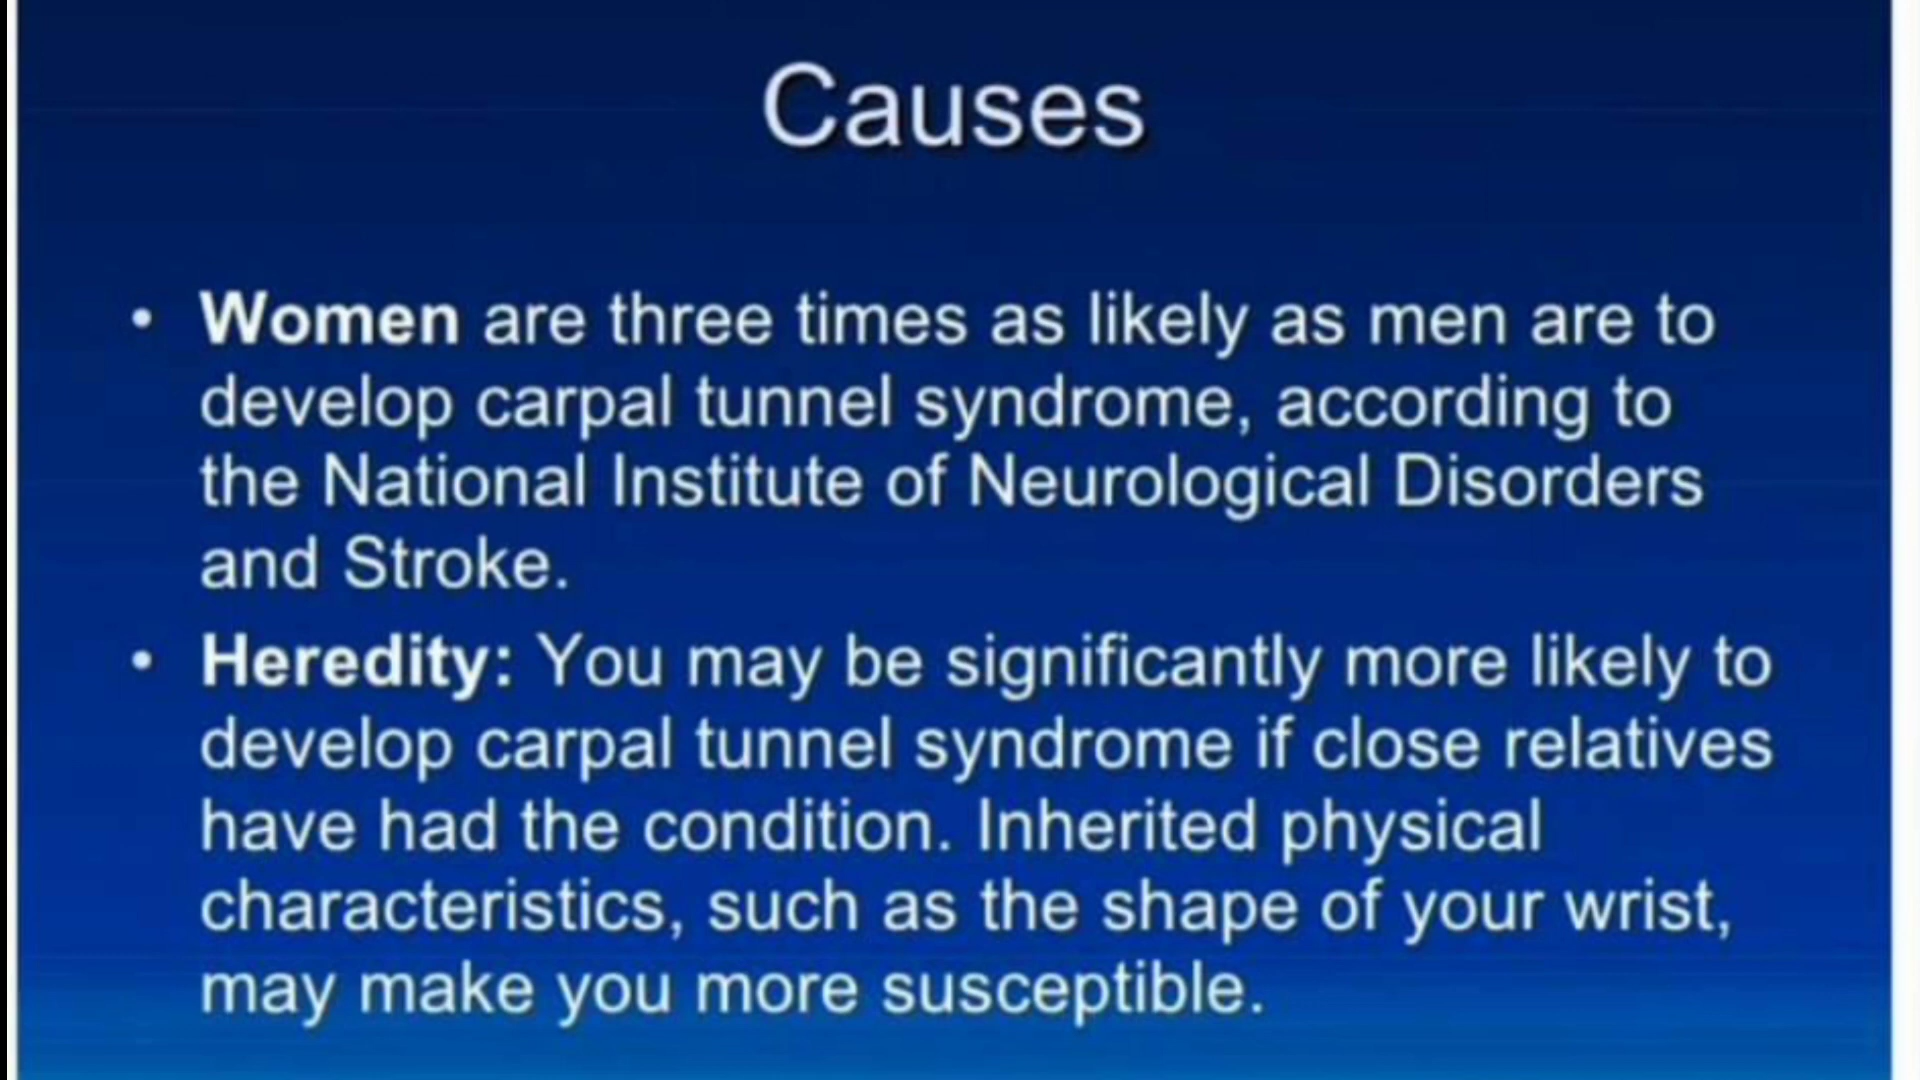 Causes
• Women are three times as likely as men are to
develop carpal tunnel syndrome, according to
the National Institute of Neurological Disorders
and Stroke.
• Heredity: You may be significantly more likely to
develop carpal tunnel syndrome if close relatives
have had the condition. Inherited physical
characteristics, such as the shape of your wrist,
may make you more susceptible.